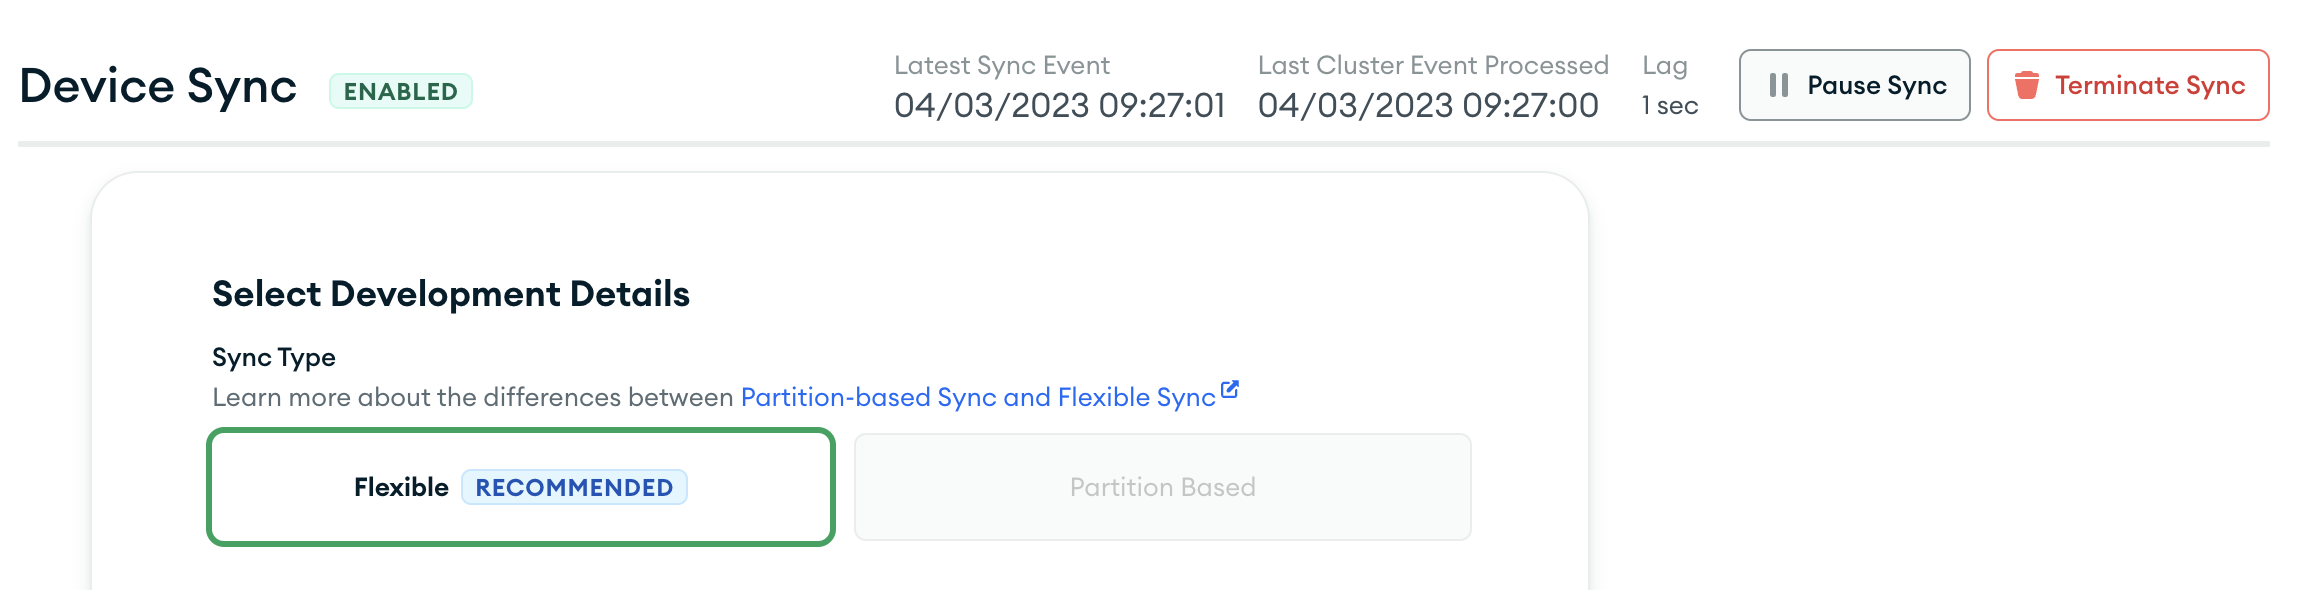 Device Sync ENABLED
Latest Sync Event
04/03/2023 09:27:01
Last Cluster Event Processed
04/03/2023 09:27:00
Lag
1 sec
Pause Sync
Terminate Sync
Select Development Details
Sync Type
Learn more about the differences between Partition-based Sync and Flexible Sync
Flexible RECOMMENDED
Partition Based